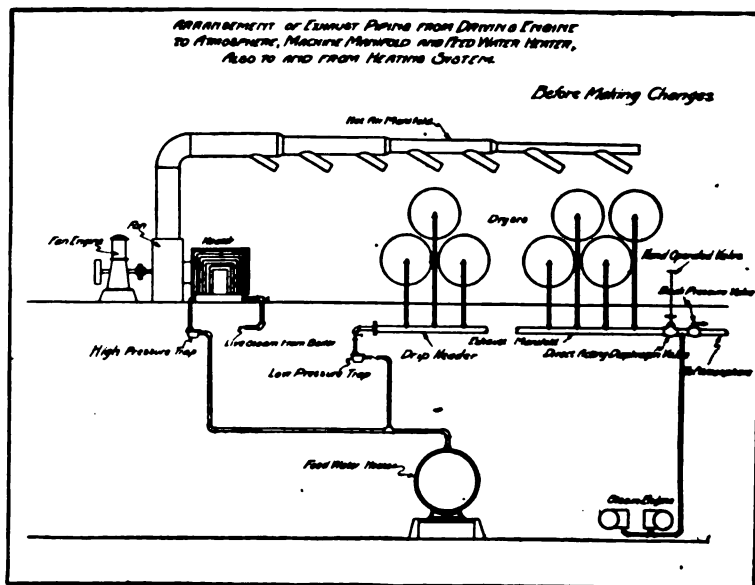 ARRANGEMENT OF EXHAUST PIPING FROM DRIVING ENGINE
TO ATMOSPHERE, MACHINE MANIFOLD AND FEED WATER HEATER,
ALSO TO AND FROM HEATING SYSTEM.
Before Making Changes
Hot Air Manifold
Fan Engine
Fan
Heater
Dryers
Hand Operated Valve
Back Pressure Valve
High Pressure Trap
Live Steam From Boiler
Low Pressure Trap
Drip Header
Exhaust Manifold
Direct Acting Diaphragm Valve
To Atmosphere
Feed Water Heater
Steam Engine